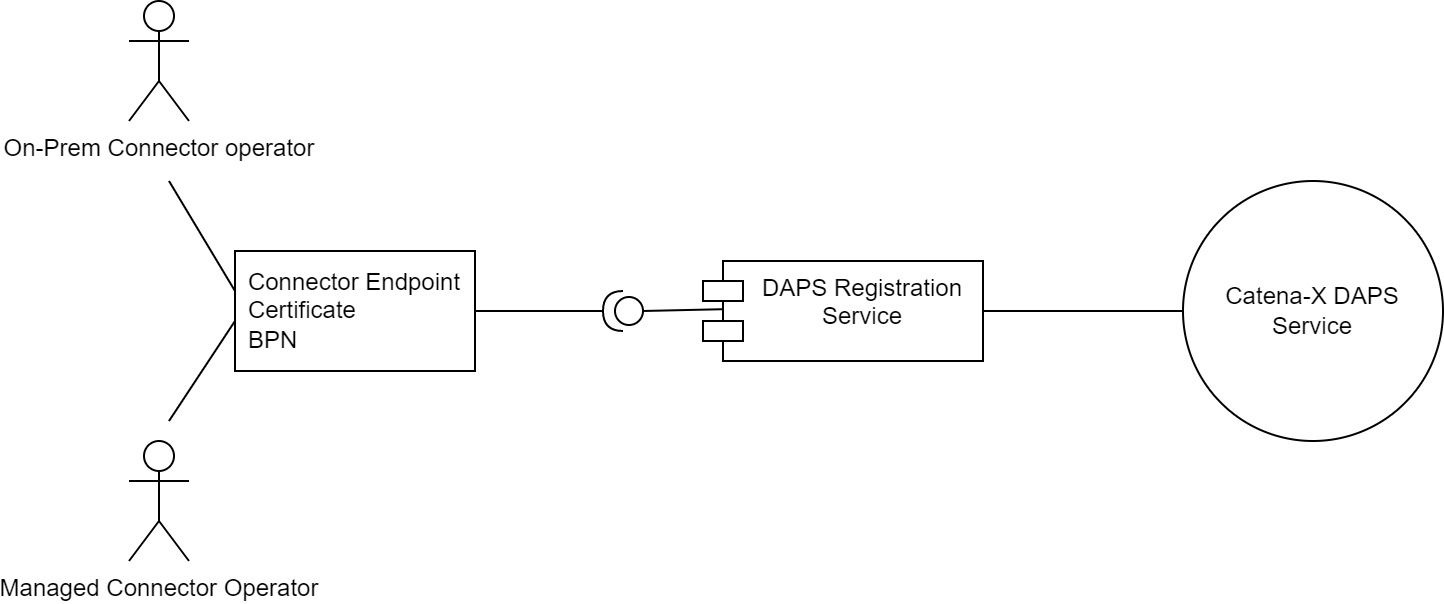 On-Prem Connector operator
Connector Endpoint
Certificate
BPN
DAPS Registration
Service
Catena-X DAPS
Service
Managed Connector Operator